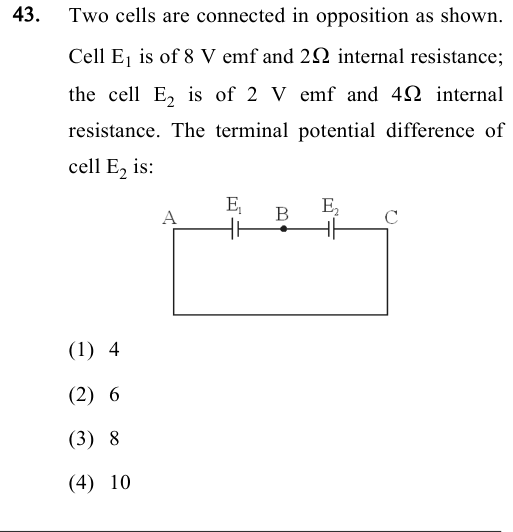 43. Two cells are connected in opposition as shown.
Cell E₁ is of 8 V emf and 2Ω internal resistance;
the cell E₂ is of 2 V emf and 4Ω internal
resistance. The terminal potential difference of
cell E₂ is:
A E₁ B E₂ C
(1) 4
(2) 6
(3) 8
(4) 10